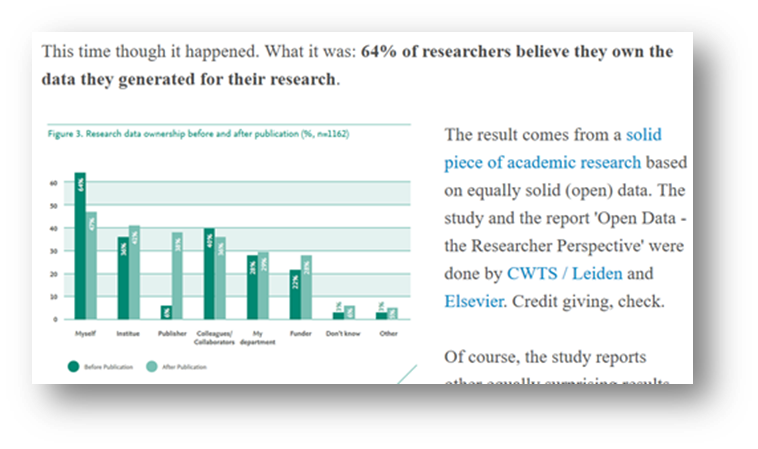 This time though it happened. What it was: 64% of researchers believe they own the
data they generated for their research.
Figure 3. Research data ownership before and after publication (%, n=1162)
60
50
40
30
20
10
0
64% 47%
36% 41%
6% 38%
40% 36%
28% 29%
22% 28%
Myself Institue Publisher Colleagues/ My Funder Don't know Other
Collaborators department
Before Publication After Publication
The result comes from a solid
piece of academic research based
on equally solid (open) data. The
study and the report 'Open Data -
the Researcher Perspective' were
done by CWTS / Leiden and
Elsevier. Credit giving, check.
Of course, the study reports
other equally surprising results